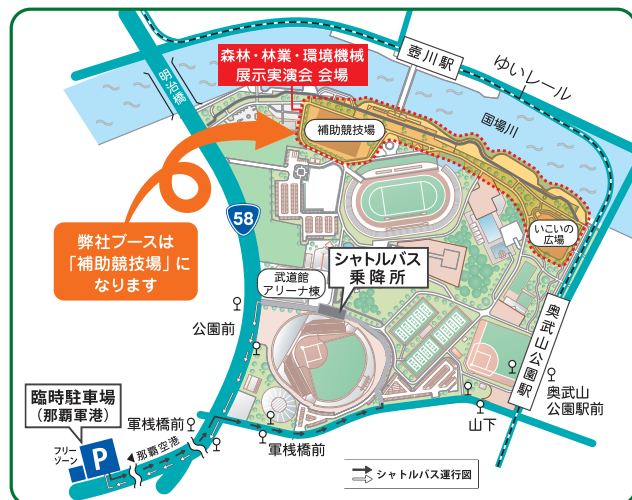 森林・林業・環境機械
展示実演会 会場
壺川駅
ゆいレール
明治橋
国場川
補助競技場
いこいの
広場
58
弊社ブースは
「補助競技場」に
なります
シャトルバス
乗降所
武道館
アリーナ棟
公園前
奥武山公園駅
奥武山
公園駅前
臨時駐車場
(那覇軍港)
フリー
ゾーン
P
軍桟橋前
那覇空港
軍桟橋前
山下
シャトルバス運行図